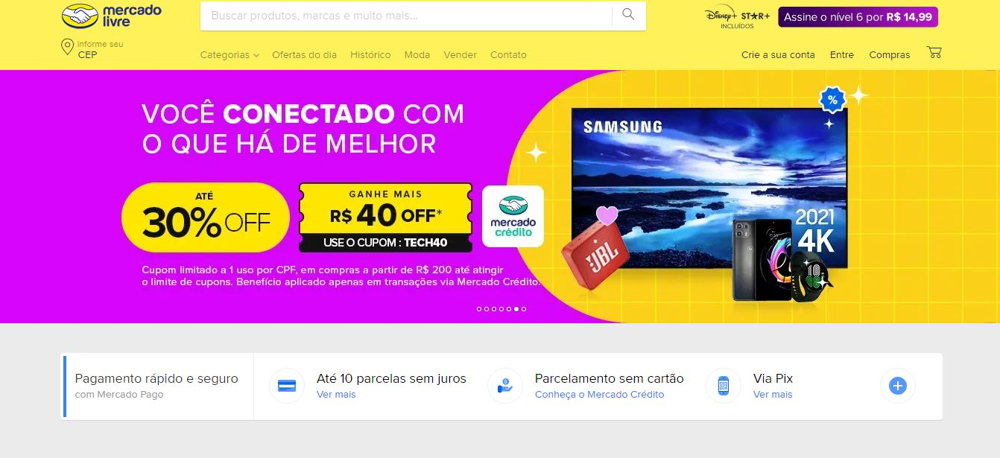 mercado
livre
Buscar produtos, marcas e muito mais...
Disney+ STAR+
INCLUÍDOS
Assine o nível 6 por R$ 14,99
Informe seu
CEP
Categorias
Ofertas do dia
Histórico
Moda
Vender
Contato
Crie a sua conta
Entre
Compras
VOCÊ CONECTADO COM
O QUE HÁ DE MELHOR
ATÉ
30% OFF
GANHE MAIS
R$ 40 OFF*
USE O CUPOM : TECH40
mercado
crédito
Cupom limitado a 1 uso por CPF, em compras a partir de R$ 200 até atingir
o limite de cupons. Benefício aplicado apenas em transações via Mercado Crédito.
%
SAMSUNG
JBL
2021
4K
10
Pagamento rápido e seguro
com Mercado Pago
Até 10 parcelas sem juros
Ver mais
Parcelamento sem cartão
Conheça o Mercado Crédito
Via Pix
Ver mais